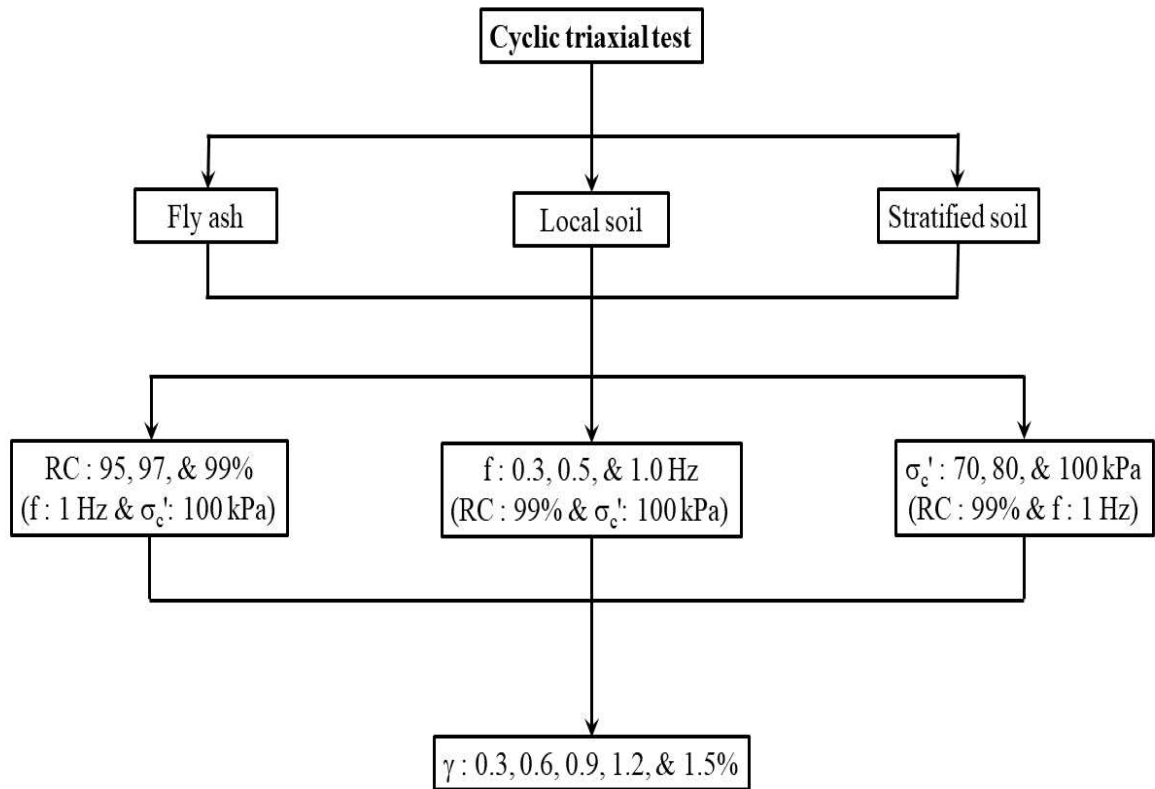 Cyclic triaxial test
Fly ash
Local soil
Stratified soil
RC : 95, 97, & 99%
(f : 1 Hz & σc': 100 kPa)
f : 0.3, 0.5, & 1.0 Hz
(RC : 99% & σc': 100 kPa)
σc': 70, 80, & 100 kPa
(RC : 99% & f : 1 Hz)
γ : 0.3, 0.6, 0.9, 1.2, & 1.5%